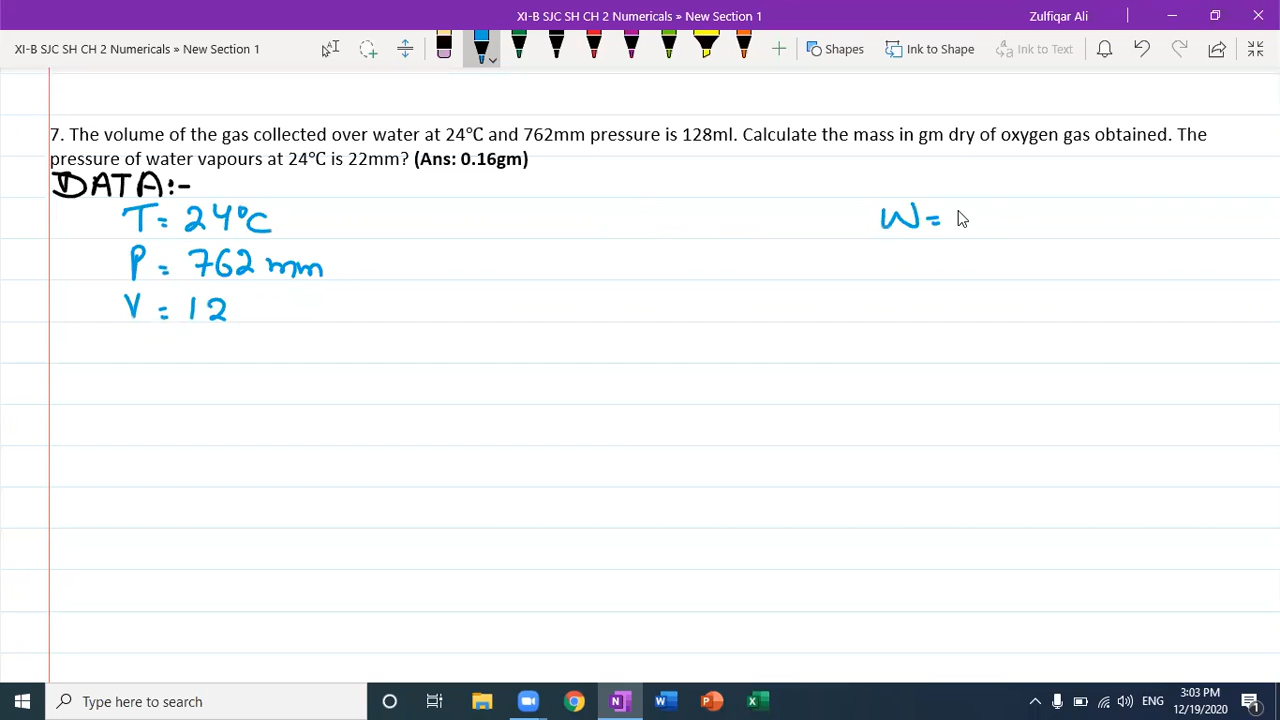 XI-B SJC SH CH 2 Numericals » New Section 1
Zulfiqar Ali
XI-B SJC SH CH 2 Numericals » New Section 1
Shapes
Ink to Shape
Ink to Text
7. The volume of the gas collected over water at 24°C and 762mm pressure is 128ml. Calculate the mass in gm dry of oxygen gas obtained. The
pressure of water vapours at 24°C is 22mm? (Ans: 0.16gm)
DATA:-
T = 24°C
W =
P = 762 mm
V = 12
Type here to search
ENG
3:03 PM
12/19/2020
1